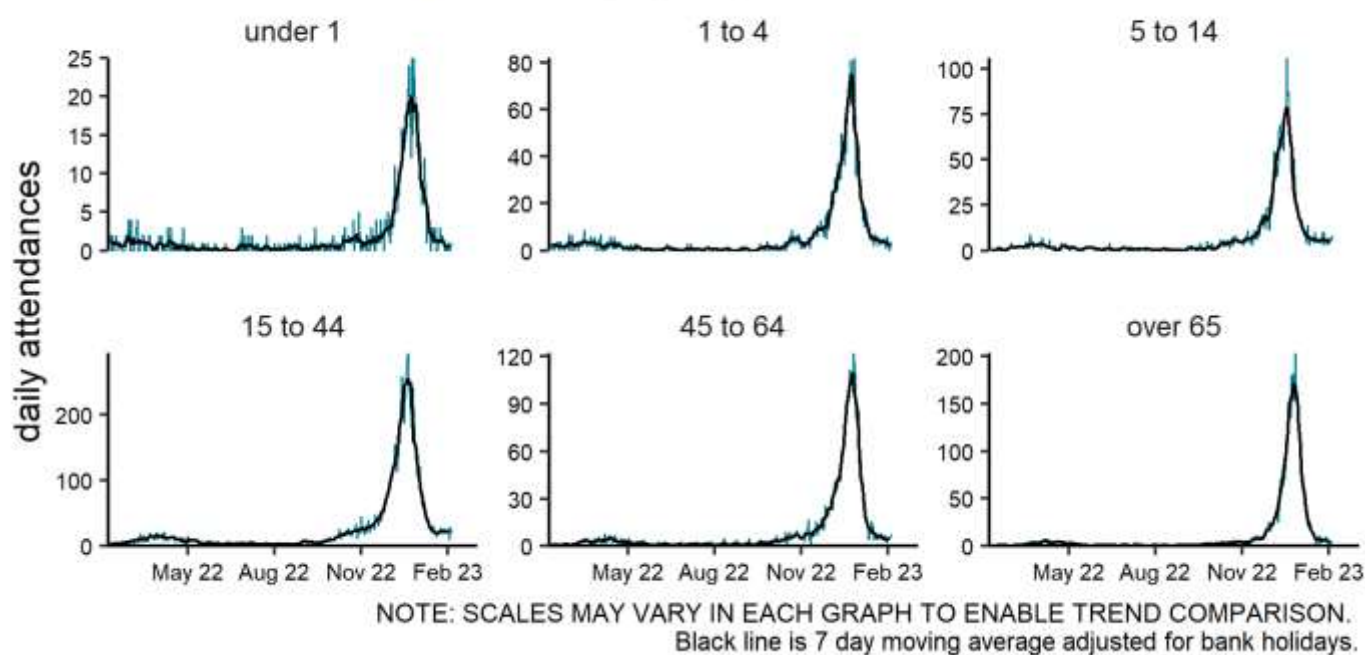 under 1
1 to 4
5 to 14
25
20
15
10
5
0
80
60
40
20
0
100
75
50
25
0
daily attendances
15 to 44
45 to 64
over 65
200
100
0
120
90
60
30
0
200
150
100
50
0
May 22 Aug 22 Nov 22 Feb 23
May 22 Aug 22 Nov 22 Feb 23
May 22 Aug 22 Nov 22 Feb 23
NOTE: SCALES MAY VARY IN EACH GRAPH TO ENABLE TREND COMPARISON.
Black line is 7 day moving average adjusted for bank holidays.